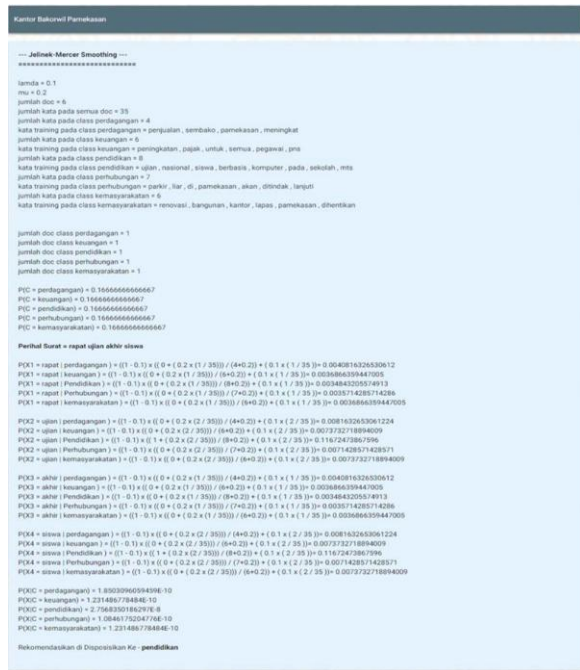 Kantor Bakorwil Pamekasan
--- Jelinek-Mercer Smoothing ---
============================
lamda = 0.1
mu = 0.2
jumlah doc = 6
jumlah kata pada semua doc = 35
jumlah kata pada class perdagangan = 4
kata training pada class perdagangan = penjualan , sembako , pamekasan , meningkat
jumlah kata pada class keuangan = 6
kata training pada class keuangan = peningkatan , pajak , untuk , semua , pegawai , pns
jumlah kata pada class pendidikan = 8
kata training pada class pendidikan = ujian , nasional , siswa , berbasis , komputer , pada , sekolah , mts
jumlah kata pada class perhubungan = 7
kata training pada class perhubungan = parkir , liar , di , pamekasan , akan , ditindak , lanjuti
jumlah kata pada class kemasyarakatan = 6
kata training pada class kemasyarakatan = renovasi , bangunan , kantor , lapas , pamekasan , dihentikan
jumlah doc class perdagangan = 1
jumlah doc class keuangan = 1
jumlah doc class pendidikan = 1
jumlah doc class perhubungan = 1
jumlah doc class kemasyarakatan = 1
P(C = perdagangan) = 0.16666666666667
P(C = keuangan) = 0.16666666666667
P(C = pendidikan) = 0.16666666666667
P(C = perhubungan) = 0.16666666666667
P(C = kemasyarakatan) = 0.16666666666667
Perihal Surat = rapat ujian akhir siswa
P(X1 = rapat | perdagangan ) = ((1 - 0.1) x (( 0 + ( 0.2 x (1 / 35))) / (4+0.2)) + ( 0.1 x ( 1 / 35 ))= 0.0040816326530612
P(X1 = rapat | keuangan ) = ((1 - 0.1) x (( 0 + ( 0.2 x (1 / 35))) / (6+0.2)) + ( 0.1 x ( 1 / 35 ))= 0.0036866359447005
P(X1 = rapat | Pendidikan ) = ((1 - 0.1) x (( 0 + ( 0.2 x (1 / 35))) / (8+0.2)) + ( 0.1 x ( 1 / 35 ))= 0.0034843205574913
P(X1 = rapat | Perhubungan ) = ((1 - 0.1) x (( 0 + ( 0.2 x (1 / 35))) / (7+0.2)) + ( 0.1 x ( 1 / 35 ))= 0.0035714285714286
P(X1 = rapat | kemasyarakatan ) = ((1 - 0.1) x (( 0 + ( 0.2 x (1 / 35))) / (6+0.2)) + ( 0.1 x ( 1 / 35 ))= 0.0036866359447005
P(X2 = ujian | perdagangan ) = ((1 - 0.1) x (( 0 + ( 0.2 x (2 / 35))) / (4+0.2)) + ( 0.1 x ( 2 / 35 ))= 0.0081632653061224
P(X2 = ujian | keuangan ) = ((1 - 0.1) x (( 0 + ( 0.2 x (2 / 35))) / (6+0.2)) + ( 0.1 x ( 2 / 35 ))= 0.0073732718894009
P(X2 = ujian | Pendidikan ) = ((1 - 0.1) x (( 1 + ( 0.2 x (2 / 35))) / (8+0.2)) + ( 0.1 x ( 2 / 35 ))= 0.11672473867596
P(X2 = ujian | Perhubungan ) = ((1 - 0.1) x (( 0 + ( 0.2 x (2 / 35))) / (7+0.2)) + ( 0.1 x ( 2 / 35 ))= 0.0071428571428571
P(X2 = ujian | kemasyarakatan ) = ((1 - 0.1) x (( 0 + ( 0.2 x (2 / 35))) / (6+0.2)) + ( 0.1 x ( 2 / 35 ))= 0.0073732718894009
P(X3 = akhir | perdagangan ) = ((1 - 0.1) x (( 0 + ( 0.2 x (1 / 35))) / (4+0.2)) + ( 0.1 x ( 1 / 35 ))= 0.0040816326530612
P(X3 = akhir | keuangan ) = ((1 - 0.1) x (( 0 + ( 0.2 x (1 / 35))) / (6+0.2)) + ( 0.1 x ( 1 / 35 ))= 0.0036866359447005
P(X3 = akhir | Pendidikan ) = ((1 - 0.1) x (( 0 + ( 0.2 x (1 / 35))) / (8+0.2)) + ( 0.1 x ( 1 / 35 ))= 0.0034843205574913
P(X3 = akhir | Perhubungan ) = ((1 - 0.1) x (( 0 + ( 0.2 x (1 / 35))) / (7+0.2)) + ( 0.1 x ( 1 / 35 ))= 0.0035714285714286
P(X3 = akhir | kemasyarakatan ) = ((1 - 0.1) x (( 0 + ( 0.2 x (1 / 35))) / (6+0.2)) + ( 0.1 x ( 1 / 35 ))= 0.0036866359447005
P(X4 = siswa | perdagangan ) = ((1 - 0.1) x (( 0 + ( 0.2 x (2 / 35))) / (4+0.2)) + ( 0.1 x ( 2 / 35 ))= 0.0081632653061224
P(X4 = siswa | keuangan ) = ((1 - 0.1) x (( 0 + ( 0.2 x (2 / 35))) / (6+0.2)) + ( 0.1 x ( 2 / 35 ))= 0.0073732718894009
P(X4 = siswa | Pendidikan ) = ((1 - 0.1) x (( 1 + ( 0.2 x (2 / 35))) / (8+0.2)) + ( 0.1 x ( 2 / 35 ))= 0.11672473867596
P(X4 = siswa | Perhubungan ) = ((1 - 0.1) x (( 0 + ( 0.2 x (2 / 35))) / (7+0.2)) + ( 0.1 x ( 2 / 35 ))= 0.0071428571428571
P(X4 = siswa | kemasyarakatan ) = ((1 - 0.1) x (( 0 + ( 0.2 x (2 / 35))) / (6+0.2)) + ( 0.1 x ( 2 / 35 ))= 0.0073732718894009
P(X|C = perdagangan) = 1.8503096059459E-10
P(X|C = keuangan) = 1.231486778484E-10
P(X|C = pendidikan) = 2.7568350186297E-8
P(X|C = perhubungan) = 1.0846175204776E-10
P(X|C = kemasyarakatan) = 1.231486778484E-10
Rekomendasikan di Disposisikan Ke - pendidikan